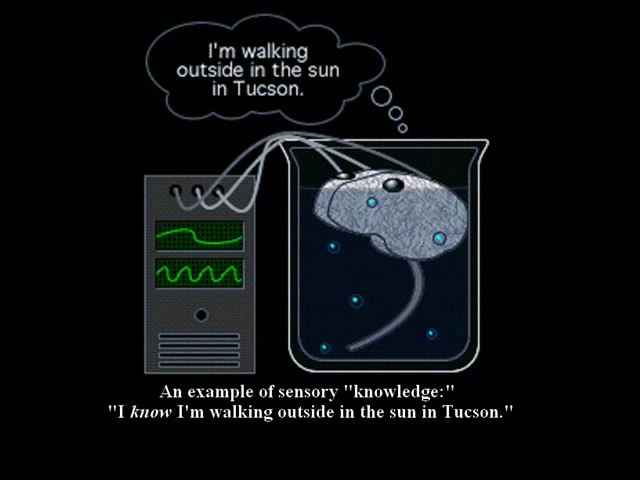 I'm walking
outside in the sun
in Tucson.
An example of sensory "knowledge:"
"I know I'm walking outside in the sun in Tucson."